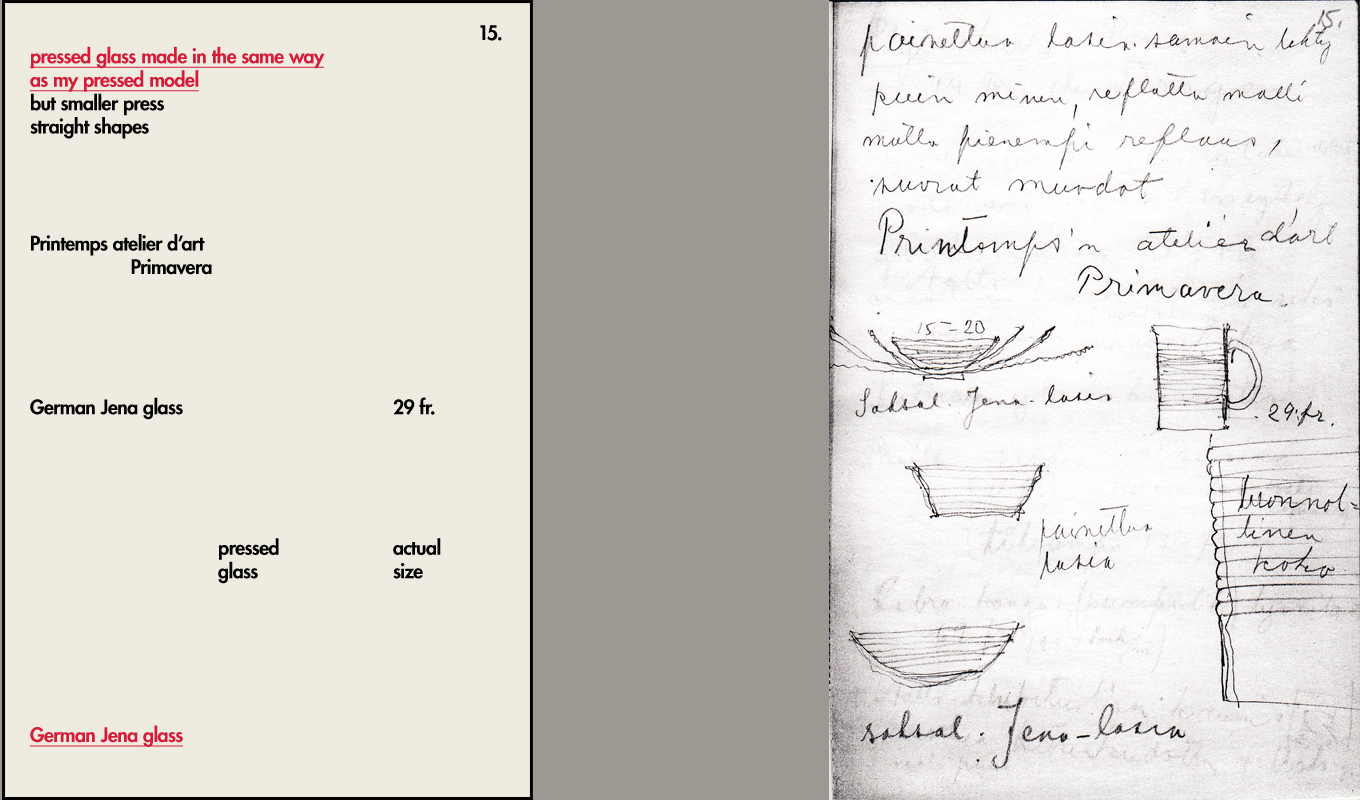 15.
pressed glass made in the same way
as my pressed model
but smaller press
straight shapes
Printemps atelier d'art
Primavera
German Jena glass
29 fr.
pressed
glass
actual
size
German Jena glass
15.
painettua lasia. samoin tehty
kuin minun, reflattu malli
mutta pienempi reflaus,
suorat muodot
Printemps'n atelier d'art
Primavera.
15-20
Saksal. Jena-lasia
29 fr.
luonnol=
linen
koko
painettua
lasia
saksal. Jena-lasia